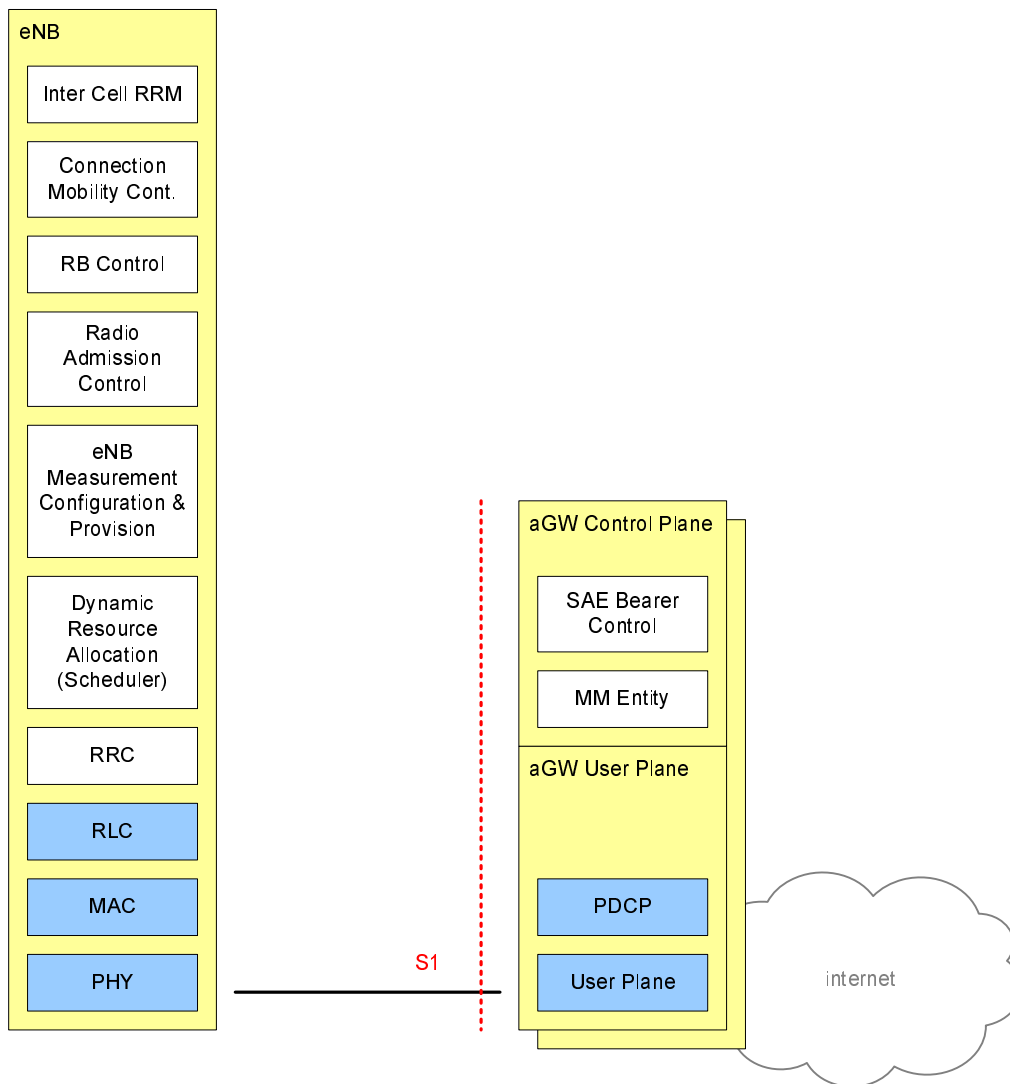 eNB
Inter Cell RRM
Connection
Mobility Cont.
RB Control
Radio
Admission
Control
eNB
Measurement
Configuration &
Provision
Dynamic
Resource
Allocation
(Scheduler)
RRC
RLC
MAC
PHY
S1
aGW Control Plane
SAE Bearer
Control
MM Entity
aGW User Plane
PDCP
User Plane
internet